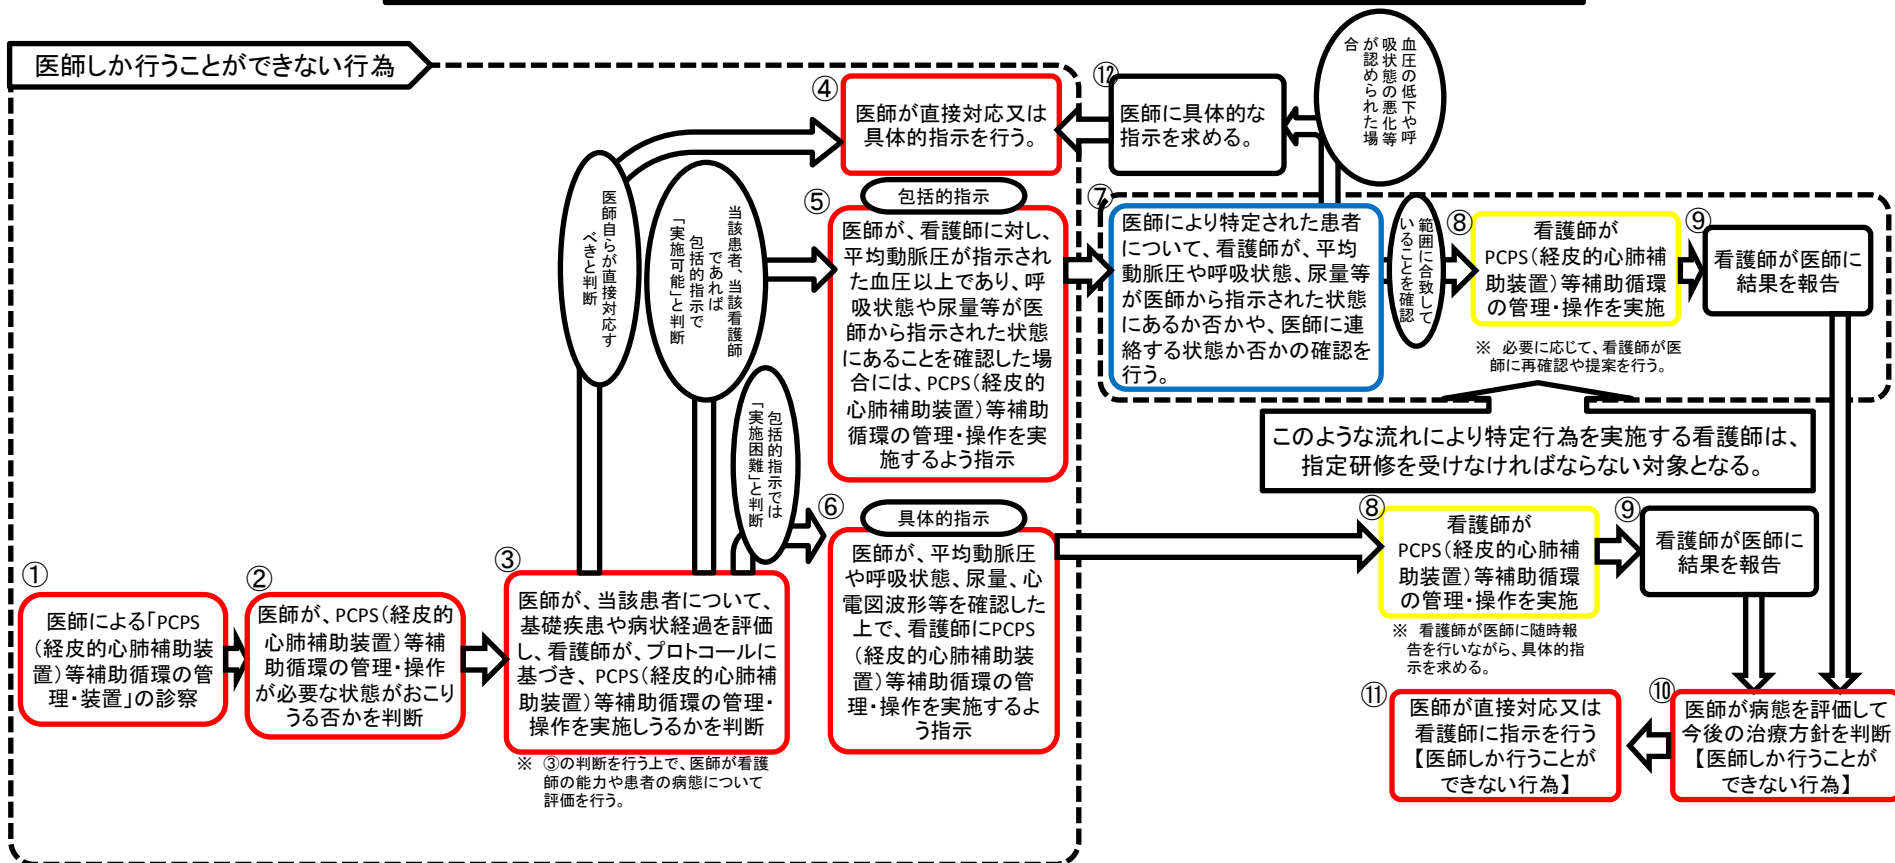 医師しか行うことができない行為
①
医師による「PCPS
（経皮的心肺補助装
置）等補助循環の管
理・装置」の診察
②
医師が、PCPS（経皮的
心肺補助装置）等補
助循環の管理・操作
が必要な状態がおこり
うる否かを判断
③
医師が、当該患者について、
基礎疾患や病状経過を評価
し、看護師が、プロトコールに
基づき、PCPS（経皮的心肺補
助装置）等補助循環の管理・
操作を実施しうるかを判断
※　③の判断を行う上で、医師が看護
師の能力や患者の病態について
評価を行う。
医師自らが直接対応す
べきと判断
当該患者、当該看護師
であれば
包括的指示で
「実施可能」と判断
包括的指示では
「実施困難」と判断
④
医師が直接対応又は
具体的指示を行う。
⑤
包括的指示
医師が、看護師に対し、
平均動脈圧が指示され
た血圧以上であり、呼
吸状態や尿量等が医
師から指示された状態
にあることを確認した場
合には、PCPS（経皮的
心肺補助装置）等補助
循環の管理・操作を実
施するよう指示
⑥
具体的指示
医師が、平均動脈圧
や呼吸状態、尿量、心
電図波形等を確認した
上で、看護師にPCPS
（経皮的心肺補助装
置）等補助循環の管
理・操作を実施するよ
う指示
⑫
医師に具体的な
指示を求める。
血圧の低下や呼
吸状態の悪化等
が認められた場
合
⑦
医師により特定された患者
について、看護師が、平均
動脈圧や呼吸状態、尿量等
が医師から指示された状態
にあるか否かや、医師に連
絡する状態か否かの確認を
行う。
範囲に合致して
いることを確認
⑧
看護師が
PCPS（経皮的心肺補
助装置）等補助循環
の管理・操作を実施
※　必要に応じて、看護師が医
師に再確認や提案を行う。
⑨
看護師が医師に
結果を報告
このような流れにより特定行為を実施する看護師は、
指定研修を受けなければならない対象となる。
⑧
看護師が
PCPS（経皮的心肺補
助装置）等補助循環
の管理・操作を実施
※　看護師が医師に随時報
告を行いながら、具体的指
示を求める。
⑨
看護師が医師に
結果を報告
⑩
医師が病態を評価して
今後の治療方針を判断
【医師しか行うことが
できない行為】
⑪
医師が直接対応又は
看護師に指示を行う
【医師しか行うことが
できない行為】